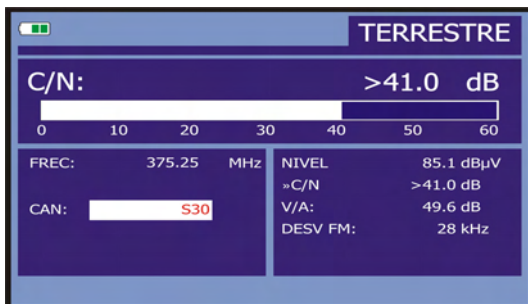 TERRESTRE
C/N: >41.0 dB
0 10 20 30 40 50 60
FREC: 375.25 MHz
CAN: S30
NIVEL 85.1 dBµV
»C/N >41.0 dB
V/A: 49.6 dB
DESV FM: 28 kHz